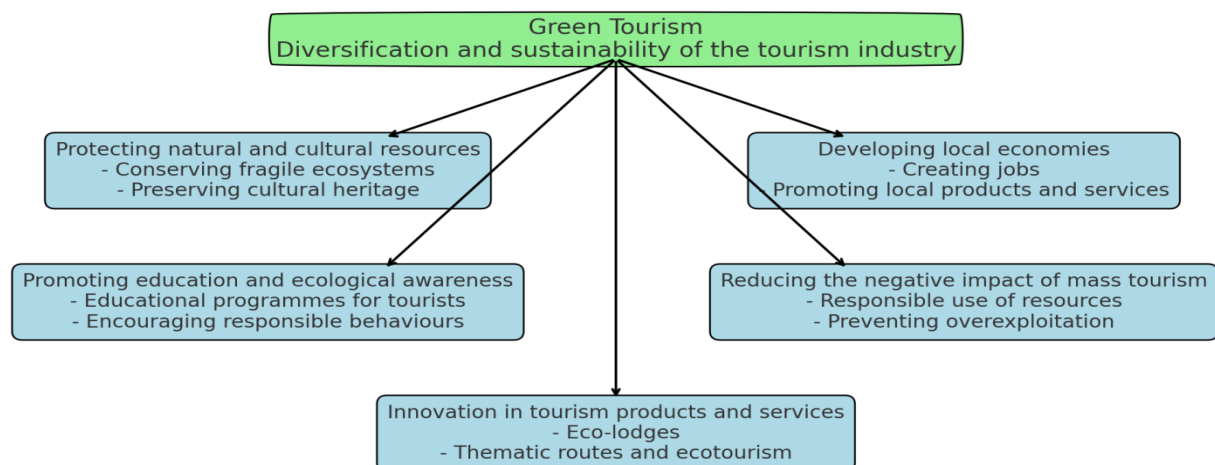 Green Tourism
Diversification and sustainability of the tourism industry
Protecting natural and cultural resources
- Conserving fragile ecosystems
- Preserving cultural heritage
Developing local economies
- Creating jobs
- Promoting local products and services
Promoting education and ecological awareness
- Educational programmes for tourists
- Encouraging responsible behaviours
Reducing the negative impact of mass tourism
- Responsible use of resources
- Preventing overexploitation
Innovation in tourism products and services
- Eco-lodges
- Thematic routes and ecotourism